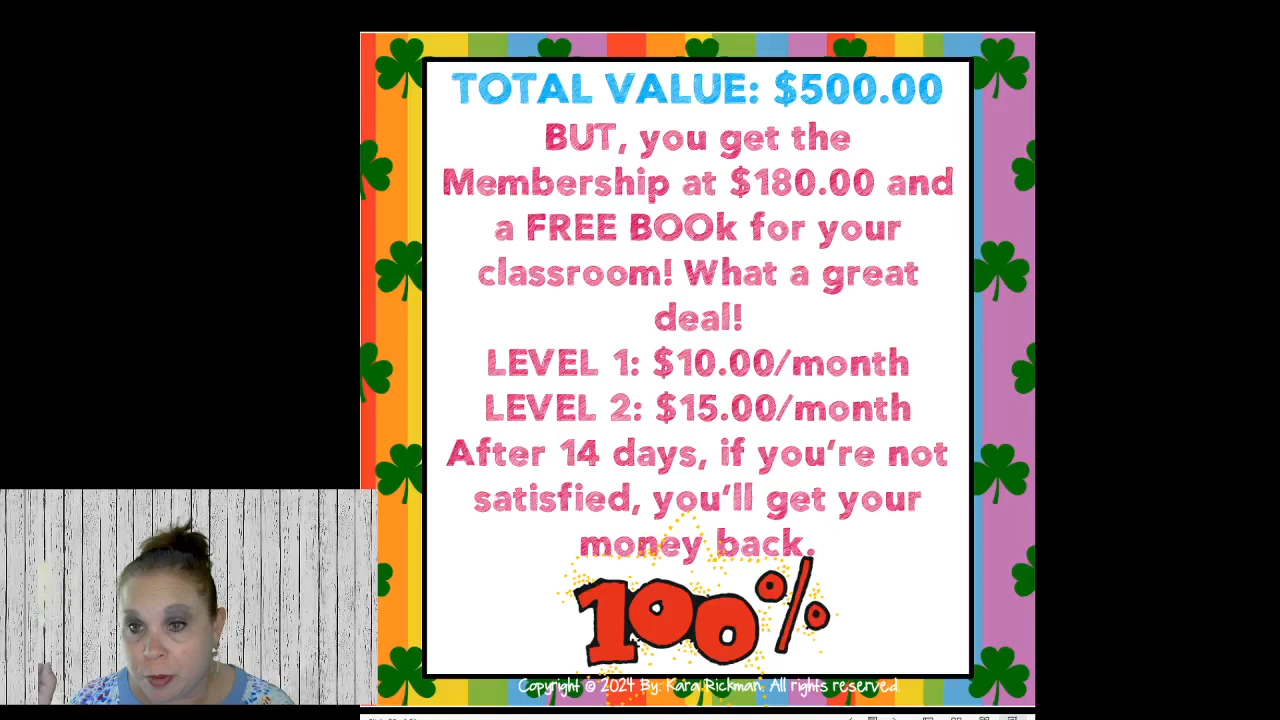 TOTAL VALUE: $500.00
BUT, you get the
Membership at $180.00 and
a FREE BOOk for your
classroom! What a great
deal!
LEVEL 1: $10.00/month
LEVEL 2: $15.00/month
After 14 days, if you're not
satisfied, you'll get your
money back.
100%
Copyright © 2024 By: Kara Rickman. All rights reserved.